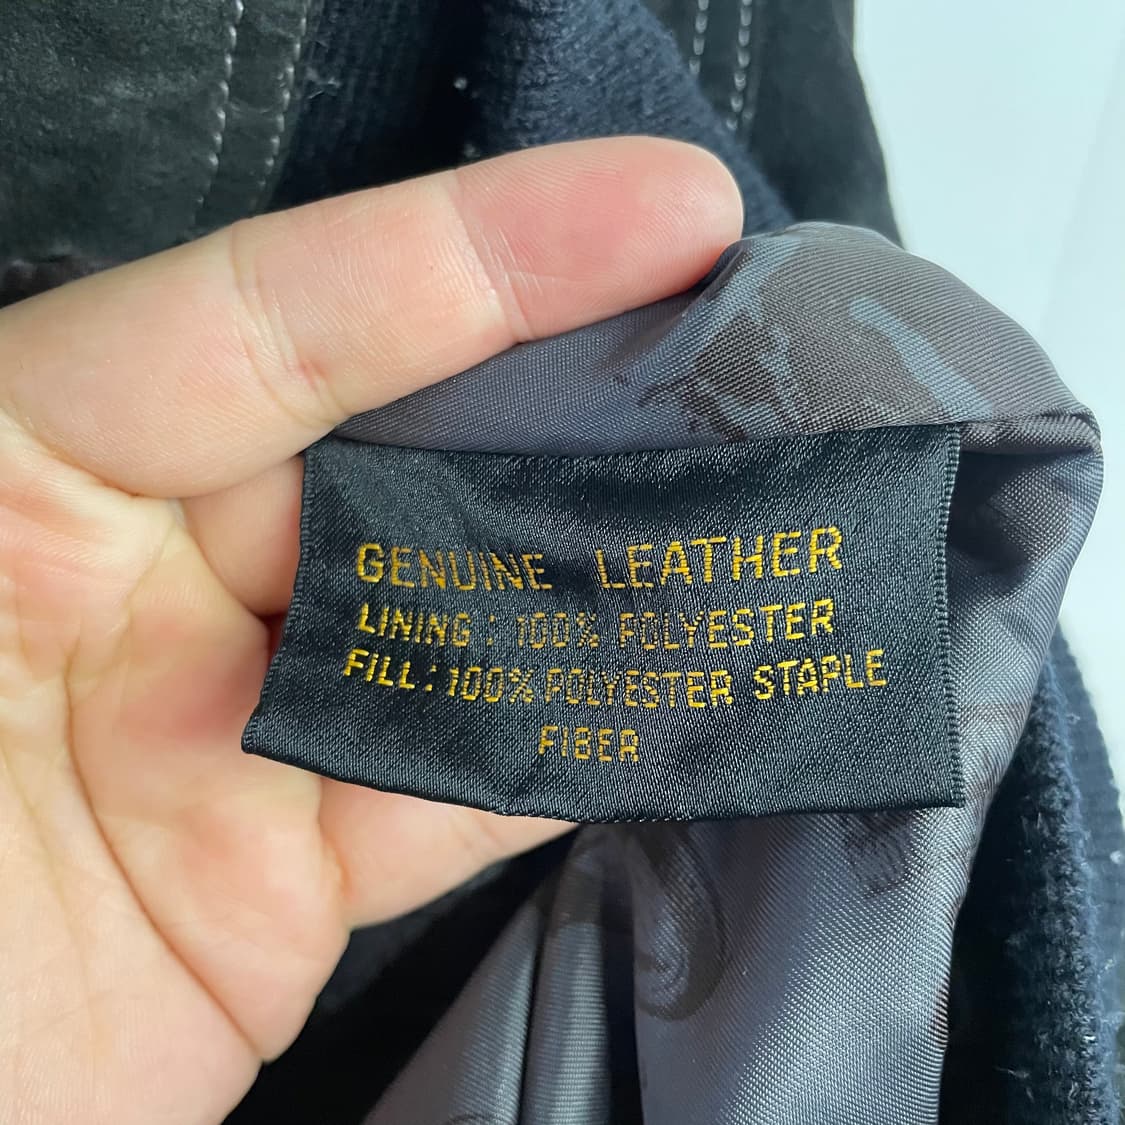 GENUINE LEATHER
LINING: 100% POLYESTER
FILL: 100% POLYESTER STAPLE
FIBER